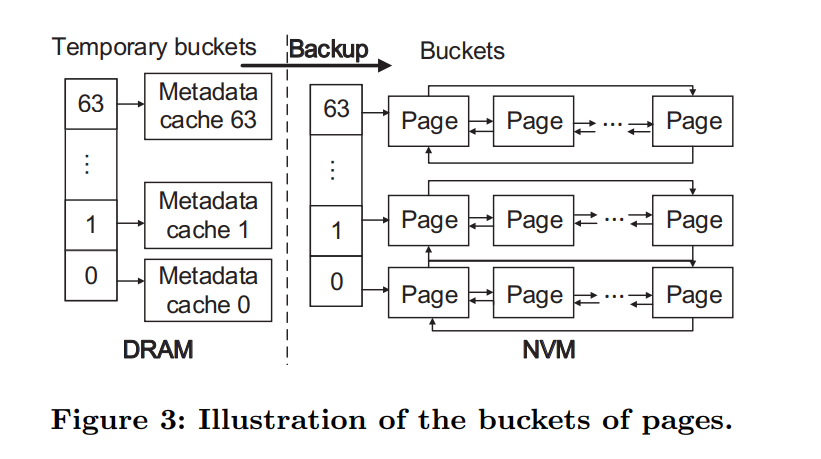 Temporary buckets
Backup
Buckets
63
Metadata
cache 63
⋮
1
Metadata
cache 1
0
Metadata
cache 0
DRAM
63
Page
Page
...
Page
⋮
1
Page
Page
...
Page
0
Page
Page
...
Page
NVM
Figure 3: Illustration of the buckets of pages.